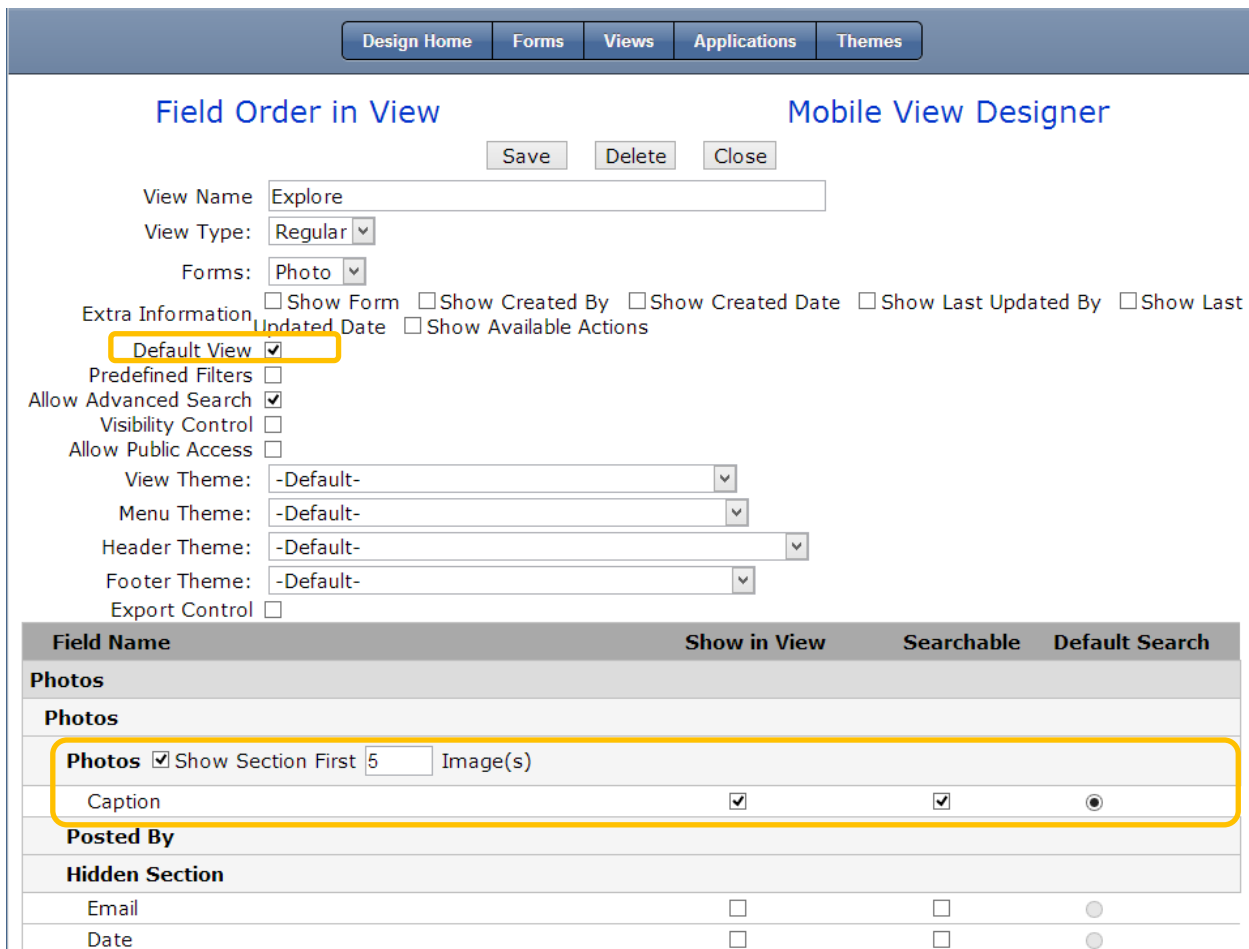 Design Home Forms Views Applications Themes
Field Order in View Mobile View Designer
Save Delete Close
View Name Explore
View Type: Regular
Forms: Photo
Extra Information Show Form Show Created By Show Created Date Show Last Updated By Show Last
Updated Date Show Available Actions
Default View
Predefined Filters
Allow Advanced Search
Visibility Control
Allow Public Access
View Theme: -Default-
Menu Theme: -Default-
Header Theme: -Default-
Footer Theme: -Default-
Export Control
Field Name Show in View Searchable Default Search
Photos
Photos
Photos Show Section First 5 Image(s)
Caption
Posted By
Hidden Section
Email
Date